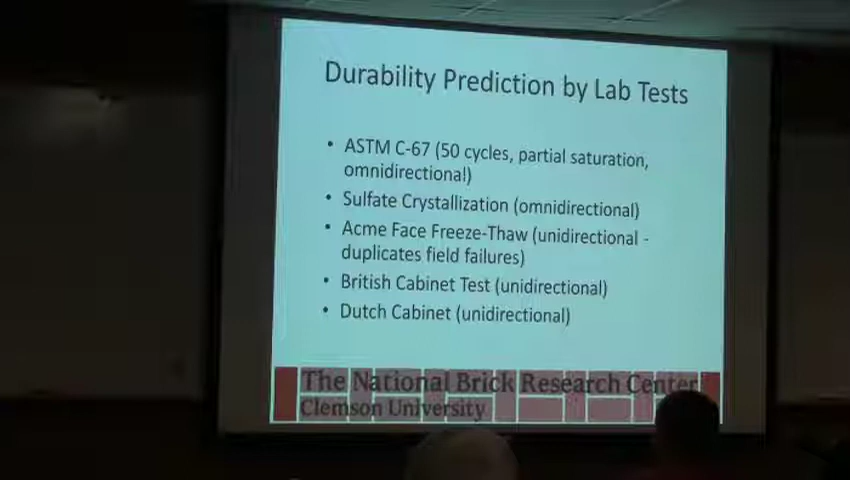 Durability Prediction by Lab Tests
• ASTM C-67 (50 cycles, partial saturation,
omnidirectional)
• Sulfate Crystallization (omnidirectional)
• Acme Face Freeze-Thaw (unidirectional -
duplicates field failures)
• British Cabinet Test (unidirectional)
• Dutch Cabinet (unidirectional)
The National Brick Research Center
Clemson University